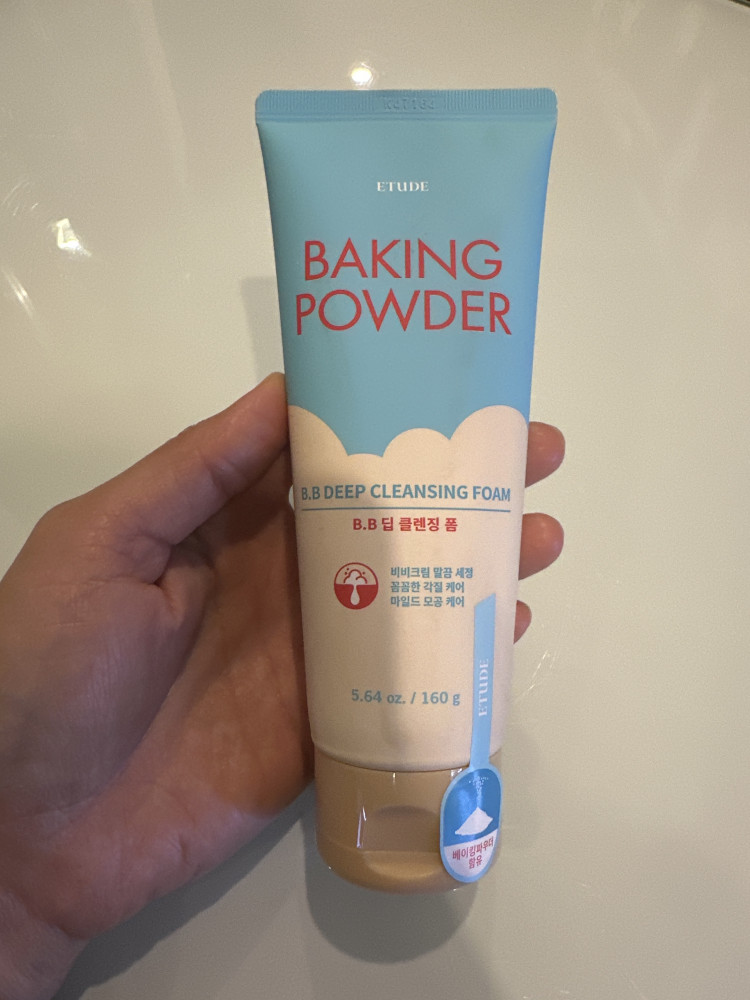 ETUDE
BAKING
POWDER
B.B DEEP CLEANSING FOAM
B.B 딥 클렌징 폼
비비크림 말끔 세정
꼼꼼한 각질 케어
마일드 모공 케어
5.64 oz. / 160 g
ETUDE
베이킹파우더
함유